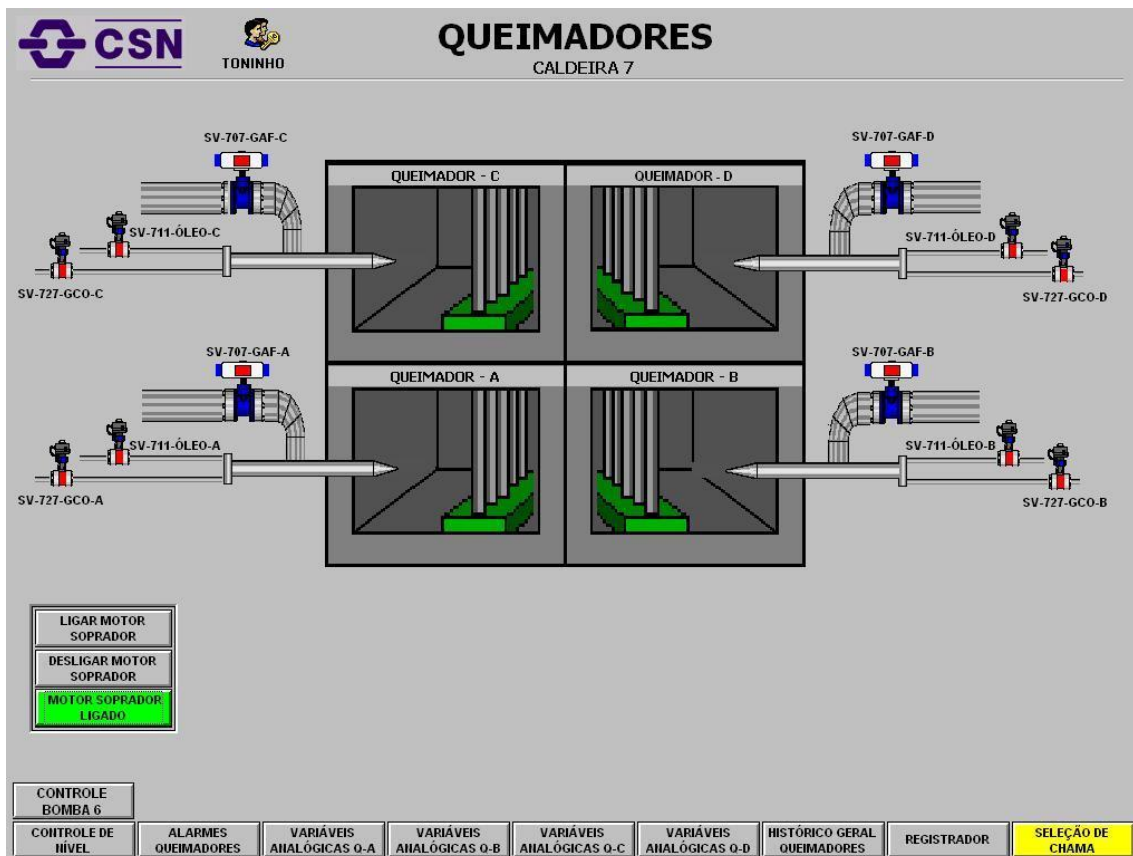 CSN
TONINHO
QUEIMADORES
CALDEIRA 7
SV-707-GAF-C
SV-707-GAF-D
QUEIMADOR - C
QUEIMADOR - D
SV-711-ÓLEO-C
SV-711-ÓLEO-D
SV-727-GCO-C
SV-727-GCO-D
SV-707-GAF-A
SV-707-GAF-B
QUEIMADOR - A
QUEIMADOR - B
SV-711-ÓLEO-A
SV-711-ÓLEO-B
SV-727-GCO-A
SV-727-GCO-B
LIGAR MOTOR
SOPRADOR
DESLIGAR MOTOR
SOPRADOR
MOTOR SOPRADOR
LIGADO
CONTROLE
BOMBA 6
CONTROLE DE
NÍVEL
ALARMES
QUEIMADORES
VARIÁVEIS
ANALÓGICAS Q-A
VARIÁVEIS
ANALÓGICAS Q-B
VARIÁVEIS
ANALÓGICAS Q-C
VARIÁVEIS
ANALÓGICAS Q-D
HISTÓRICO GERAL
QUEIMADORES
REGISTRADOR
SELEÇÃO DE
CHAMA